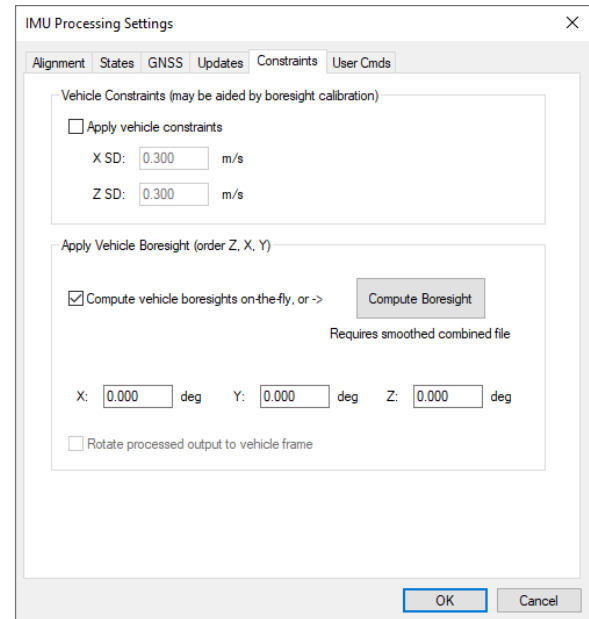 IMU Processing Settings
Alignment States GNSS Updates Constraints User Cmds
Vehicle Constraints (may be aided by boresight calibration)
Apply vehicle constraints
X SD: 0.300 m/s
Z SD: 0.300 m/s
Apply Vehicle Boresight (order Z, X, Y)
Compute vehicle boresights on-the-fly, or -> Compute Boresight
Requires smoothed combined file
X: 0.000 deg Y: 0.000 deg Z: 0.000 deg
Rotate processed output to vehicle frame
OK Cancel